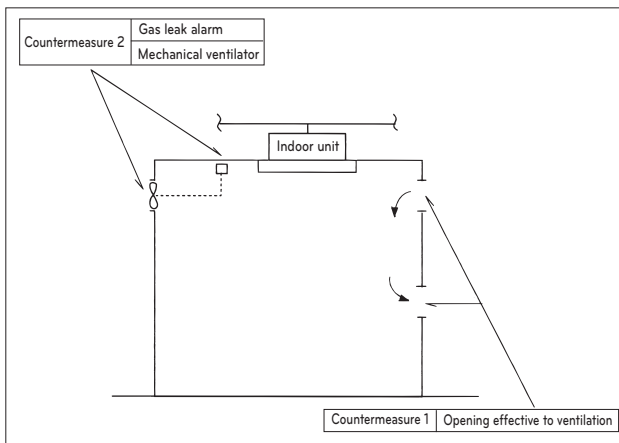 Countermeasure 2
Gas leak alarm
Mechanical ventilator
Indoor unit
Countermeasure 1
Opening effective to ventilation